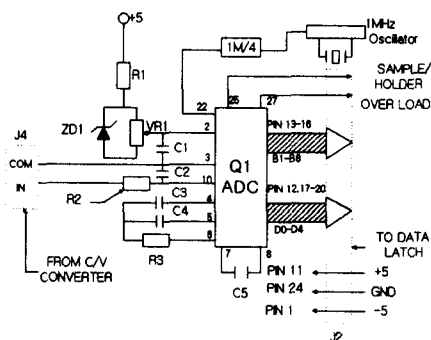 +5
1MHz
Oscillator
1M/4
R1
SAMPLE/
HOLDER
OVER LOAD
22
25
27
ZD1
VR1
2
PIN 13-16
B1-B8
J4
COM
IN
C1
C2
3
10
Q1
ADC
R2
C3
C4
4
5
6
R3
PIN 12,17-20
D0-D4
7
8
C5
FROM C/V
CONVERTER
TO DATA
LATCH
PIN 11
+5
PIN 24
GND
PIN 1
-5
J2